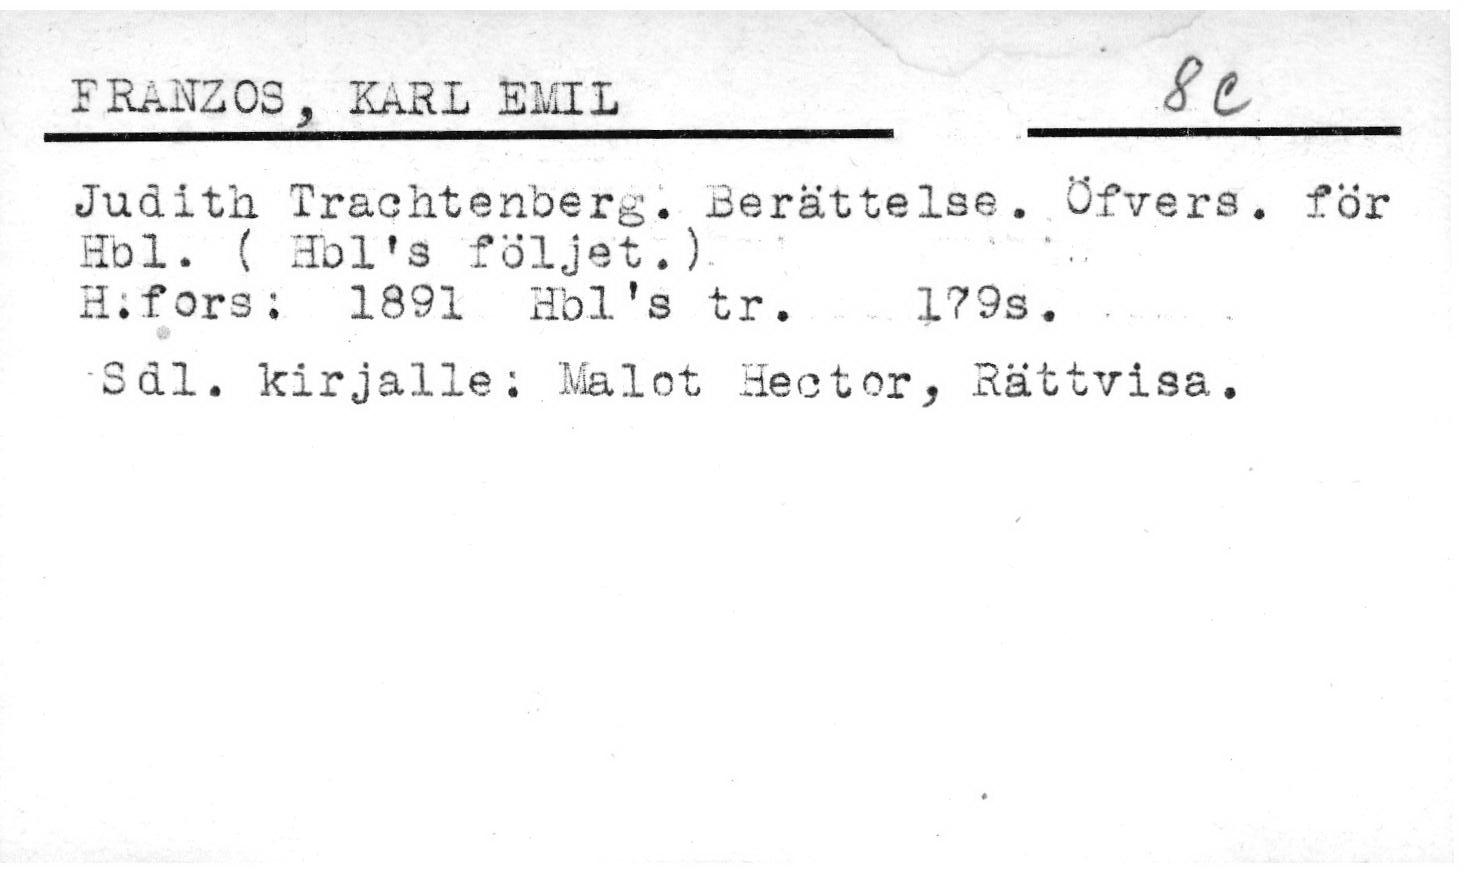 FRANZOS, KARL EMIL 8c
Judith Trachtenberg. Berättelse. Öfvers. för
Hbl. ( Hbl's följet.)
H:fors: 1891 Hbl's tr. 179s.
Sdl. kirjalle: Malot Hector, Rättvisa.